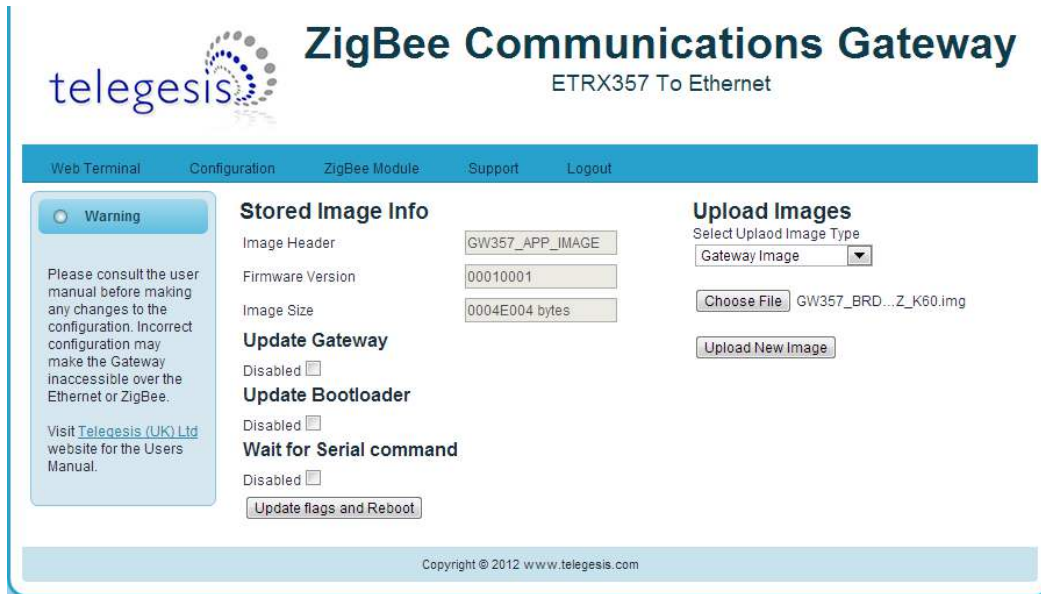 telegesis
ZigBee Communications Gateway
ETRX357 To Ethernet
Web Terminal Configuration ZigBee Module Support Logout
Warning
Please consult the user
manual before making
any changes to the
configuration. Incorrect
configuration may
make the Gateway
inaccessible over the
Ethernet or ZigBee.
Visit Telegesis (UK) Ltd
website for the Users
Manual.
Stored Image Info
Image Header GW357_APP_IMAGE
Firmware Version 00010001
Image Size 0004E004 bytes
Update Gateway
Disabled
Update Bootloader
Disabled
Wait for Serial command
Disabled
Update flags and Reboot
Upload Images
Select Uplaod Image Type
Gateway Image
Choose File GW357_BRD...Z_K60.img
Upload New Image
Copyright © 2012 www.telegesis.com